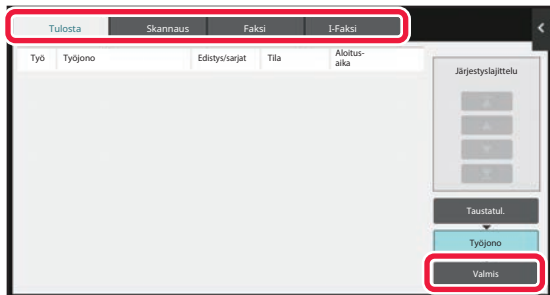 Tulosta Skannaus Faksi I-Faksi
Työ Työjono Edistys/sarjat Tila Aloitus-
aika
Järjestyslajittelu
Taustatul.
Työjono
Valmis